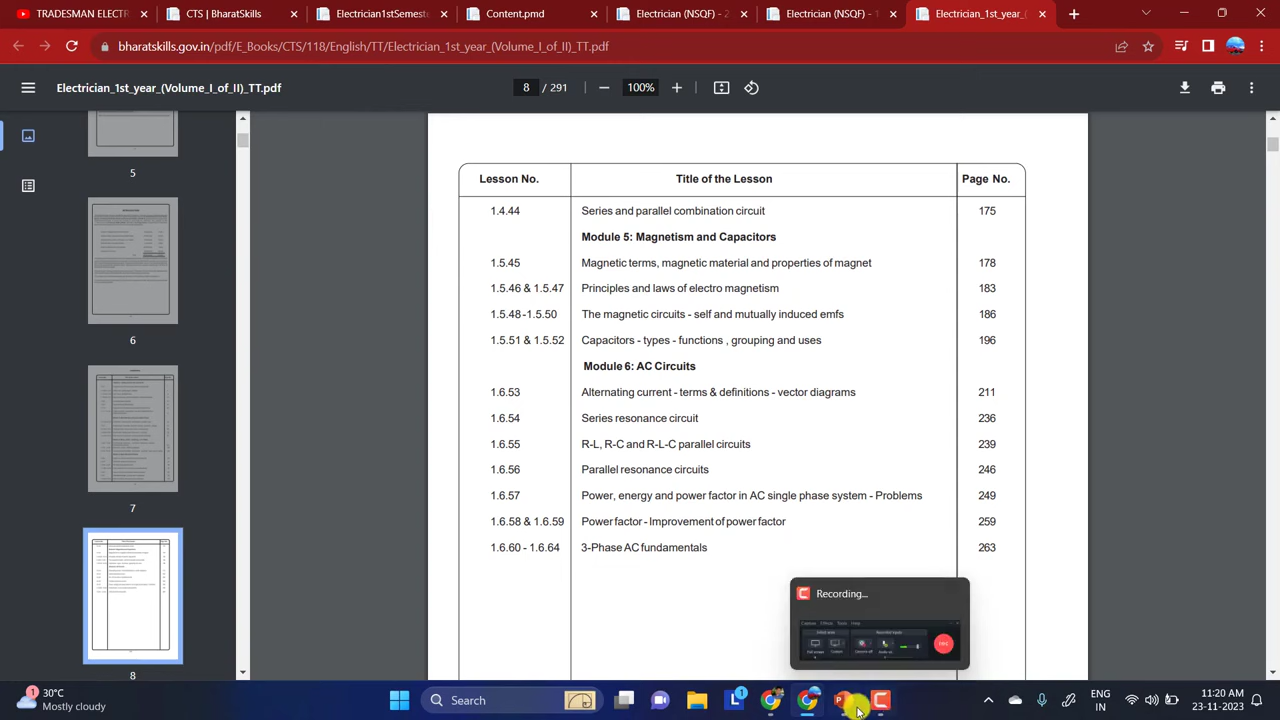 TRADESMAN ELECTR
CTS | BharatSkills
Electrician1stSemest
Content.pmd
Electrician (NSQF) - 2
Electrician (NSQF) - 1
Electrician_1st_year_(
bharatskills.gov.in/pdf/E_Books/CTS/118/English/TT/Electrician_1st_year_(Volume_I_of_II)_TT.pdf
Electrician_1st_year_(Volume_I_of_II)_TT.pdf
8 / 291
100%
5
6
7
8
Lesson No. Title of the Lesson Page No.
1.4.44 Series and parallel combination circuit 175
Module 5: Magnetism and Capacitors
1.5.45 Magnetic terms, magnetic material and properties of magnet 178
1.5.46 & 1.5.47 Principles and laws of electro magnetism 183
1.5.48-1.5.50 The magnetic circuits - self and mutually induced emfs 186
1.5.51 & 1.5.52 Capacitors - types - functions , grouping and uses 196
Module 6: AC Circuits
1.6.53 Alternating current - terms & definitions - vector diagrams 211
1.6.54 Series resonance circuit 236
1.6.55 R-L, R-C and R-L-C parallel circuits 239
1.6.56 Parallel resonance circuits 246
1.6.57 Power, energy and power factor in AC single phase system - Problems 249
1.6.58 & 1.6.59 Power factor - Improvement of power factor 259
1.6.60 - 1.6.64 3-Phase AC fundamentals 263
Recording...
Capture Effects Tools Help
1 30°C
Mostly cloudy
Search
1
ENG
IN
11:20 AM
23-11-2023